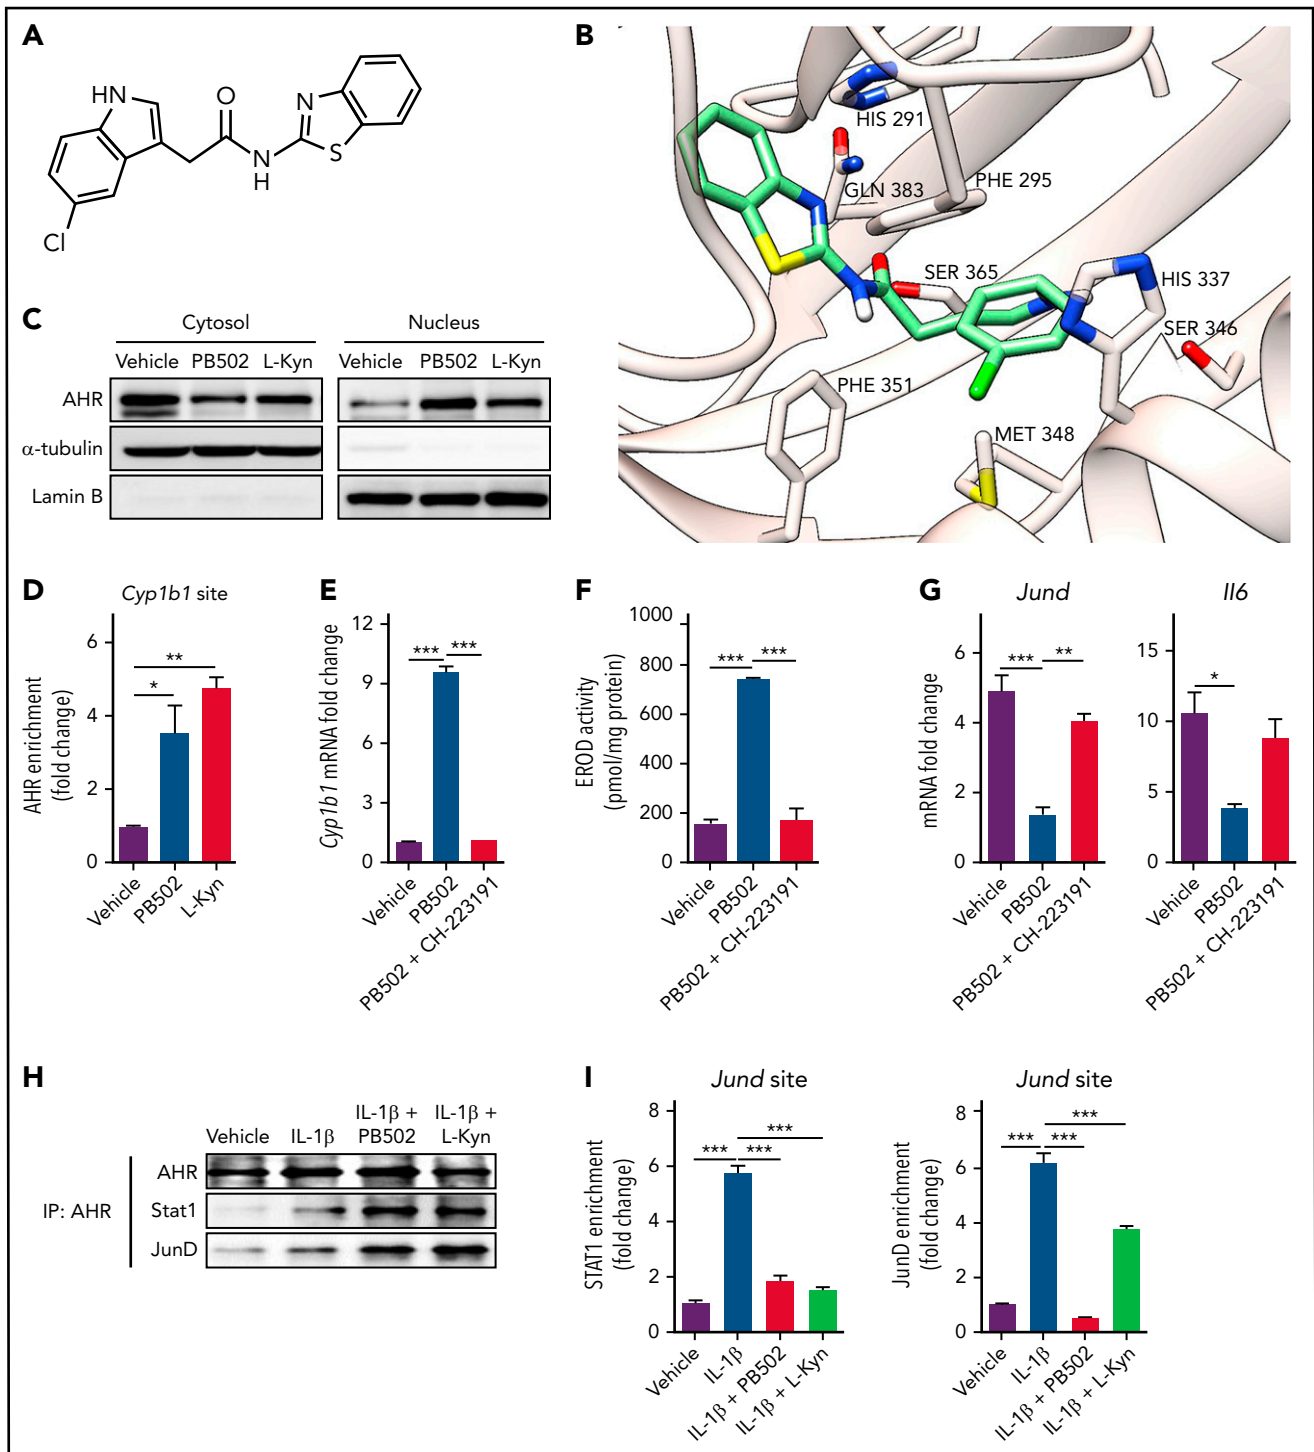 A
HN
O
N
N
H
S
Cl
B
HIS 291
GLN 383
PHE 295
SER 365
HIS 337
SER 346
PHE 351
MET 348
C
Cytosol
Nucleus
Vehicle PB502 L-Kyn
Vehicle PB502 L-Kyn
AHR
α-tubulin
Lamin B
D
Cyp1b1 site
AHR enrichment
(fold change)
6
4
2
0
*
**
Vehicle
PB502
L-Kyn
E
Cyp1b1 mRNA fold change
12
9
6
3
0
*** ***
Vehicle
PB502
PB502 + CH-223191
F
EROD activity
(pmol/mg protein)
1000
800
600
400
200
0
*** ***
Vehicle
PB502
PB502 + CH-223191
G
Jund
mRNA fold change
6
4
2
0
*** **
Vehicle
PB502
PB502 + CH-223191
Il6
15
10
5
0
*
Vehicle
PB502
PB502 + CH-223191
H
Vehicle
IL-1β
IL-1β +
PB502
IL-1β +
L-Kyn
IP: AHR
AHR
Stat1
JunD
I
Jund site
STAT1 enrichment
(fold change)
8
6
4
2
0
***
*** ***
Vehicle
IL-1β
IL-1β + PB502
IL-1β + L-Kyn
Jund site
JunD enrichment
(fold change)
8
6
4
2
0
***
*** ***
Vehicle
IL-1β
IL-1β + PB502
IL-1β + L-Kyn